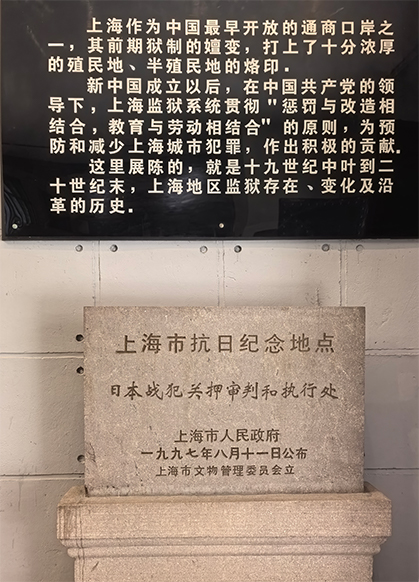 上海作为中国最早开放的通商口岸之
一，其前期狱制的嬗变，打上了十分浓厚
的殖民地、半殖民地的烙印.
新中国成立以后，在中国共产党的领
导下，上海监狱系统贯彻"惩罚与改造相
结合，教育与劳动相结合"的原则，为预
防和减少上海城市犯罪，作出积极的贡献.
这里展陈的，就是十九世纪中叶到二
十世纪末，上海地区监狱存在、变化及沿
革的历史.
上海市抗日纪念地点
日本战犯关押审判和执行处
上海市人民政府
一九九七年八月十一日公布
上海市文物管理委员会立